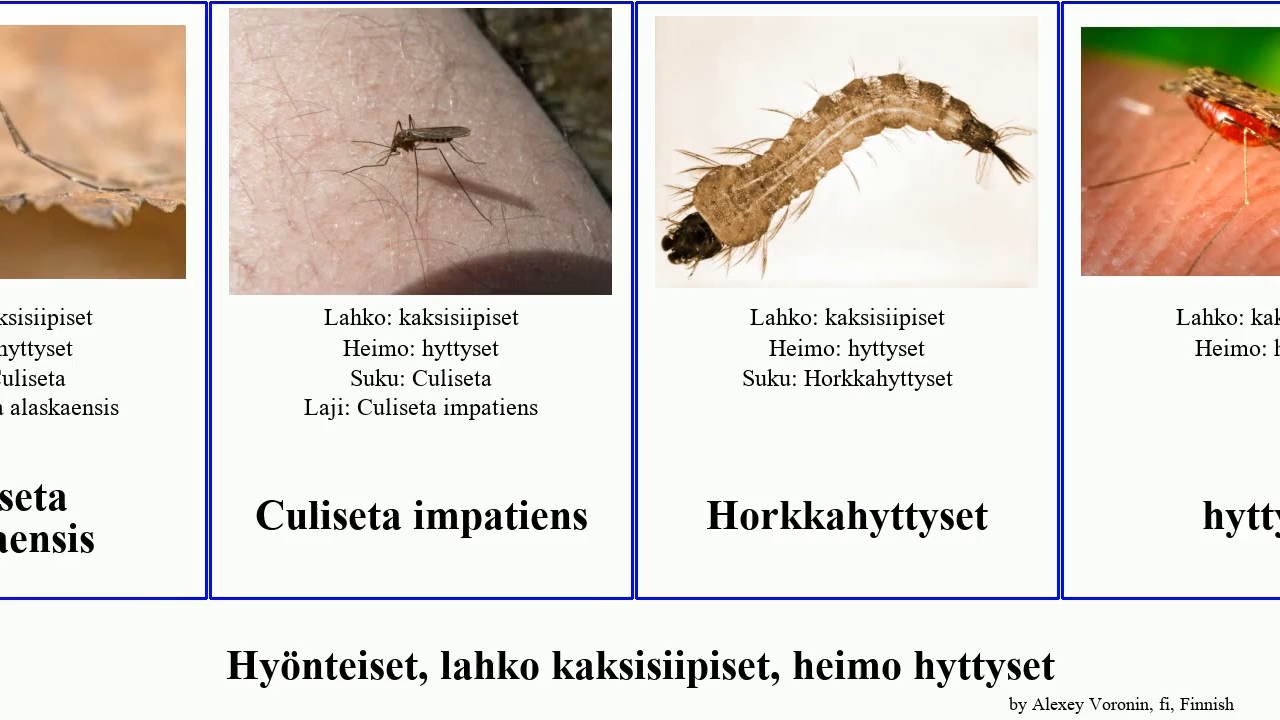 ksisiipiset
hyttyset
Culiseta
a alaskaensis
seta
aensis
Lahko: kaksisiipiset
Heimo: hyttyset
Suku: Culiseta
Laji: Culiseta impatiens
Culiseta impatiens
Lahko: kaksisiipiset
Heimo: hyttyset
Suku: Horkkahyttyset
Horkkahyttyset
Lahko: kak
Heimo: h
hytty
Hyönteiset, lahko kaksisiipiset, heimo hyttyset
by Alexey Voronin, fi, Finnish